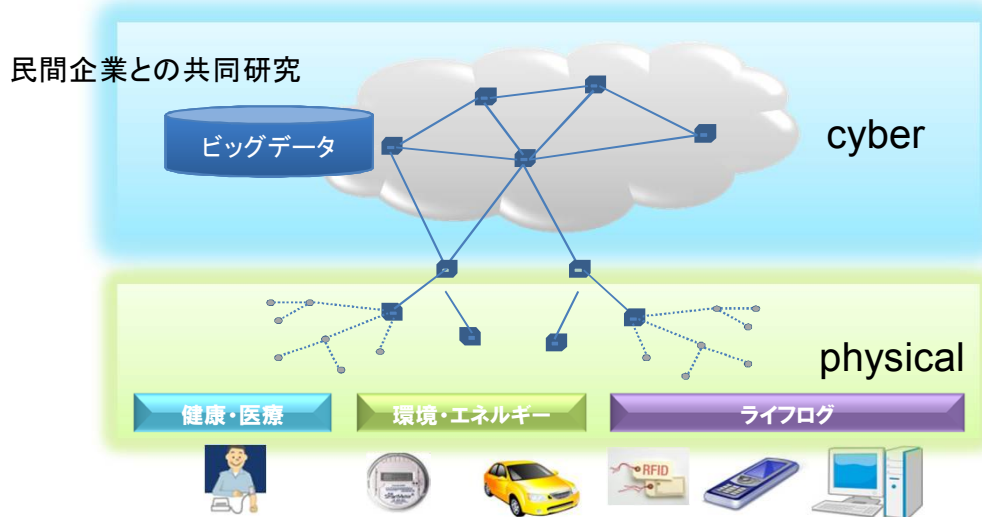 民間企業との共同研究
ビッグデータ
cyber
physical
健康・医療
環境・エネルギー
ライフログ
RFID